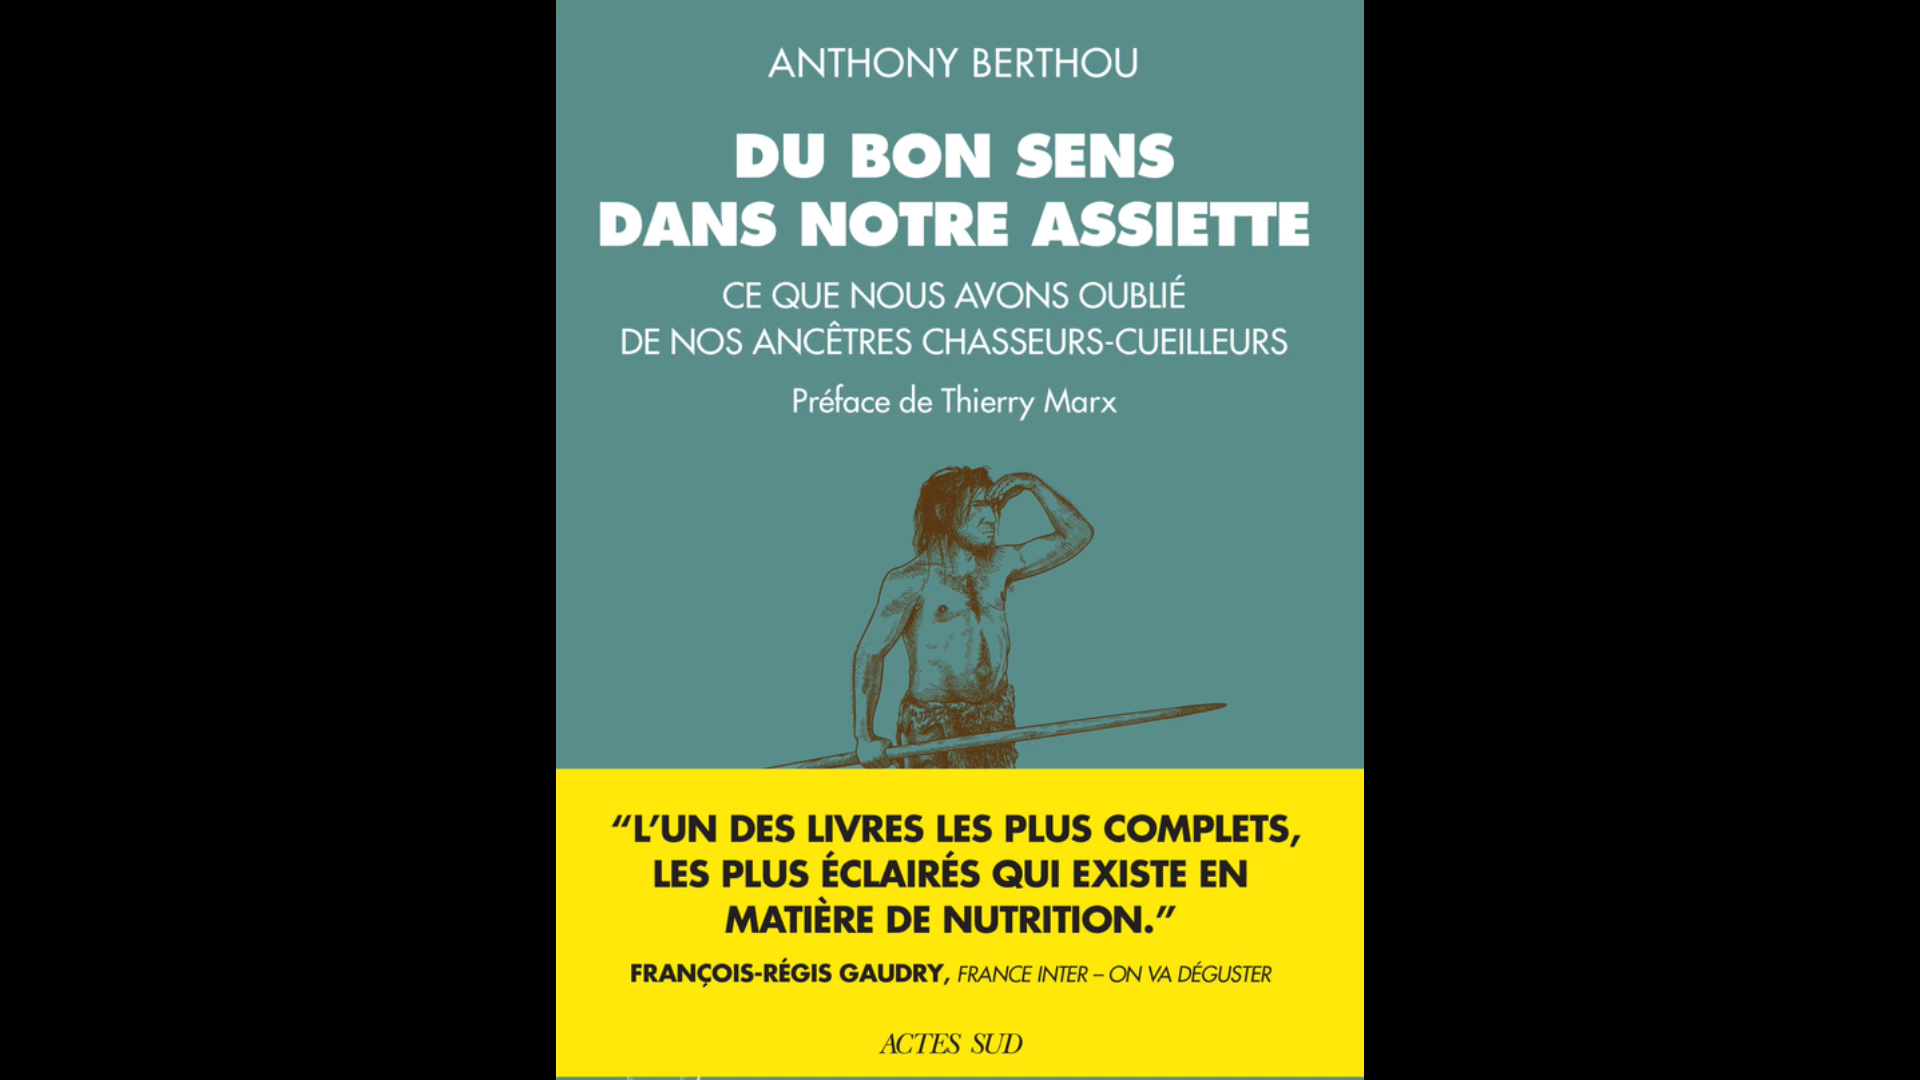 ANTHONY BERTHOU
DU BON SENS
DANS NOTRE ASSIETTE
CE QUE NOUS AVONS OUBLIÉ
DE NOS ANCÊTRES CHASSEURS-CUEILLEURS
Préface de Thierry Marx
“L’UN DES LIVRES LES PLUS COMPLETS,
LES PLUS ÉCLAIRÉS QUI EXISTE EN
MATIÈRE DE NUTRITION.”
FRANÇOIS-RÉGIS GAUDRY, FRANCE INTER – ON VA DÉGUSTER
ACTES SUD